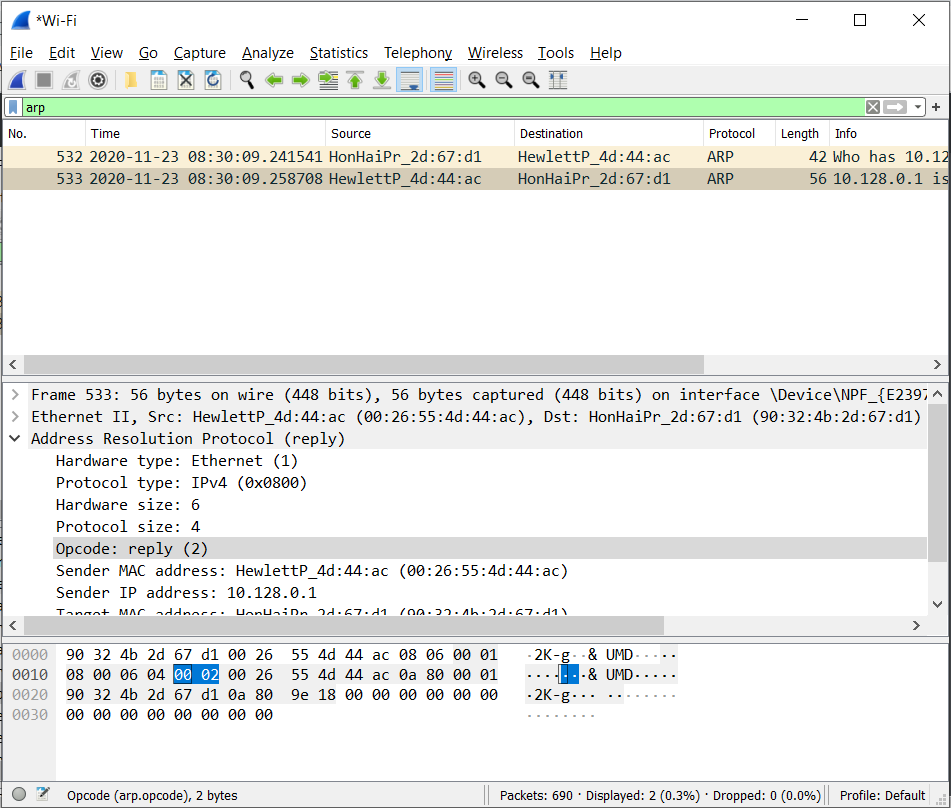 *Wi-Fi
File Edit View Go Capture Analyze Statistics Telephony Wireless Tools Help
arp
No. Time Source Destination Protocol Length Info
532 2020-11-23 08:30:09.241541 HonHaiPr_2d:67:d1 HewlettP_4d:44:ac ARP 42 Who has 10.12
533 2020-11-23 08:30:09.258708 HewlettP_4d:44:ac HonHaiPr_2d:67:d1 ARP 56 10.128.0.1 is
Frame 533: 56 bytes on wire (448 bits), 56 bytes captured (448 bits) on interface \Device\NPF_{E2397
Ethernet II, Src: HewlettP_4d:44:ac (00:26:55:4d:44:ac), Dst: HonHaiPr_2d:67:d1 (90:32:4b:2d:67:d1)
Address Resolution Protocol (reply)
Hardware type: Ethernet (1)
Protocol type: IPv4 (0x0800)
Hardware size: 6
Protocol size: 4
Opcode: reply (2)
Sender MAC address: HewlettP_4d:44:ac (00:26:55:4d:44:ac)
Sender IP address: 10.128.0.1
Target MAC address: HonHaiPr_2d:67:d1 (90:32:4b:2d:67:d1)
0000 90 32 4b 2d 67 d1 00 26 55 4d 44 ac 08 06 00 01 ·2K-g··& UMD·····
0010 08 00 06 04 00 02 00 26 55 4d 44 ac 0a 80 00 01 ·······& UMD·····
0020 90 32 4b 2d 67 d1 0a 80 9e 18 00 00 00 00 00 00 ·2K-g··· ········
0030 00 00 00 00 00 00 00 00 ········
Opcode (arp.opcode), 2 bytes Packets: 690 · Displayed: 2 (0.3%) · Dropped: 0 (0.0%) Profile: Default